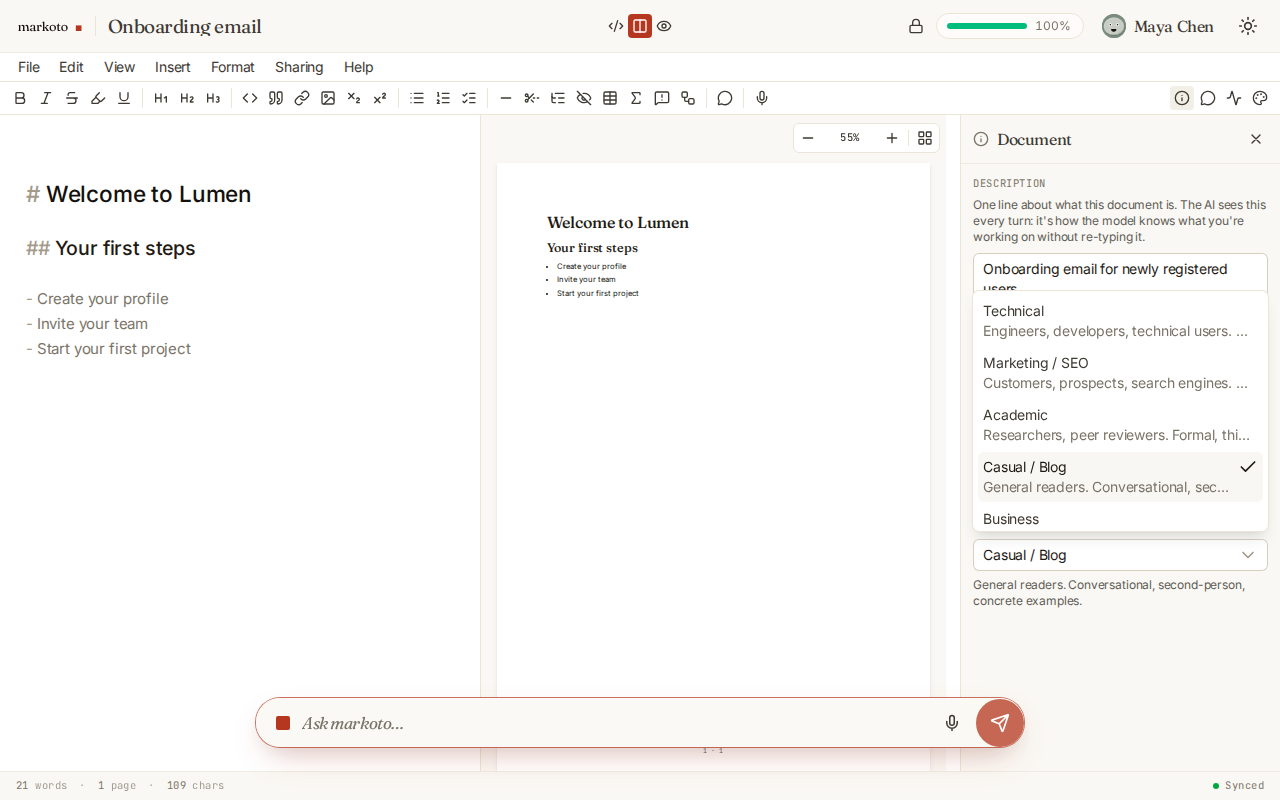 markoto
Onboarding email
100%
Maya Chen
File Edit View Insert Format Sharing Help
B I S U H1 H2 H3 X2 x2
# Welcome to Lumen
## Your first steps
- Create your profile
- Invite your team
- Start your first project
55%
Welcome to Lumen
Your first steps
• Create your profile
• Invite your team
• Start your first project
1 · 1
Document
DESCRIPTION
One line about what this document is. The AI sees this
every turn: it's how the model knows what you're
working on without re-typing it.
Onboarding email for newly registered
users
Technical
Engineers, developers, technical users. ...
Marketing / SEO
Customers, prospects, search engines. ...
Academic
Researchers, peer reviewers. Formal, thi...
Casual / Blog
General readers. Conversational, sec...
Business
Casual / Blog
General readers. Conversational, second-person,
concrete examples.
Ask markoto...
21 words · 1 page · 109 chars
Synced